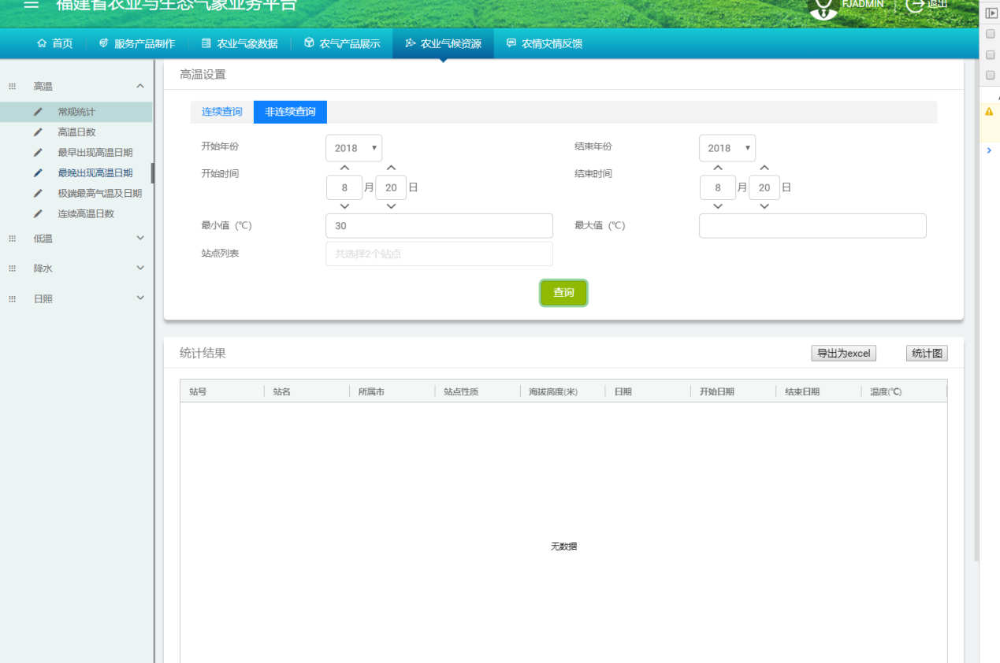 福建省农业与生态气象业务平台
FJADMIN 退出
首页 服务产品制作 农业气象数据 农气产品展示 农业气候资源 农情灾情反馈
高温
常规统计
高温日数
最早出现高温日期
最晚出现高温日期
极端最高气温及日期
连续高温日数
低温
降水
日照
高温设置
连续查询 非连续查询
开始年份 2018 结束年份 2018
开始时间 8 月 20 日 结束时间 8 月 20 日
最小值（℃） 30 最大值（℃）
站点列表 共选择2个站点
查询
统计结果 导出为excel 统计图
站号 站名 所属市 站点性质 海拔高度(米) 日期 开始日期 结束日期 温度(℃)
无数据